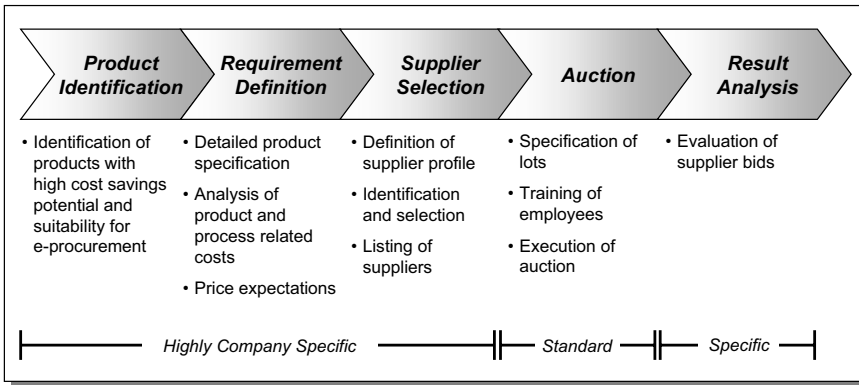 Product
Identification
Requirement
Definition
Supplier
Selection
Auction
Result
Analysis
• Identification of
products with
high cost savings
potential and
suitability for
e-procurement
• Detailed product
specification
• Analysis of
product and
process related
costs
• Price expectations
• Definition of
supplier profile
• Identification
and selection
• Listing of
suppliers
• Specification of
lots
• Training of
employees
• Execution of
auction
• Evaluation of
supplier bids
Highly Company Specific
Standard
Specific